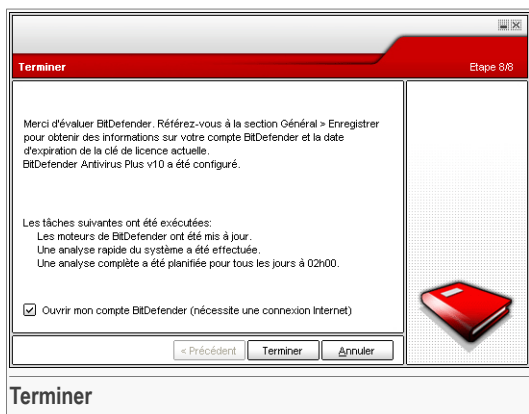 Terminer
Etape 8/8
Merci d'évaluer BitDefender. Référez-vous à la section Général > Enregistrer
pour obtenir des informations sur votre compte BitDefender et la date
d'expiration de la clé de licence actuelle.
BitDefender Antivirus Plus v10 a été configuré.
Les tâches suivantes ont été exécutées:
Les moteurs de BitDefender ont été mis à jour.
Une analyse rapide du système a été effectuée.
Une analyse complète a été planifiée pour tous les jours à 02h00.
Ouvrir mon compte BitDefender (nécessite une connexion Internet)
< Précédent
Terminer
Annuler
Terminer